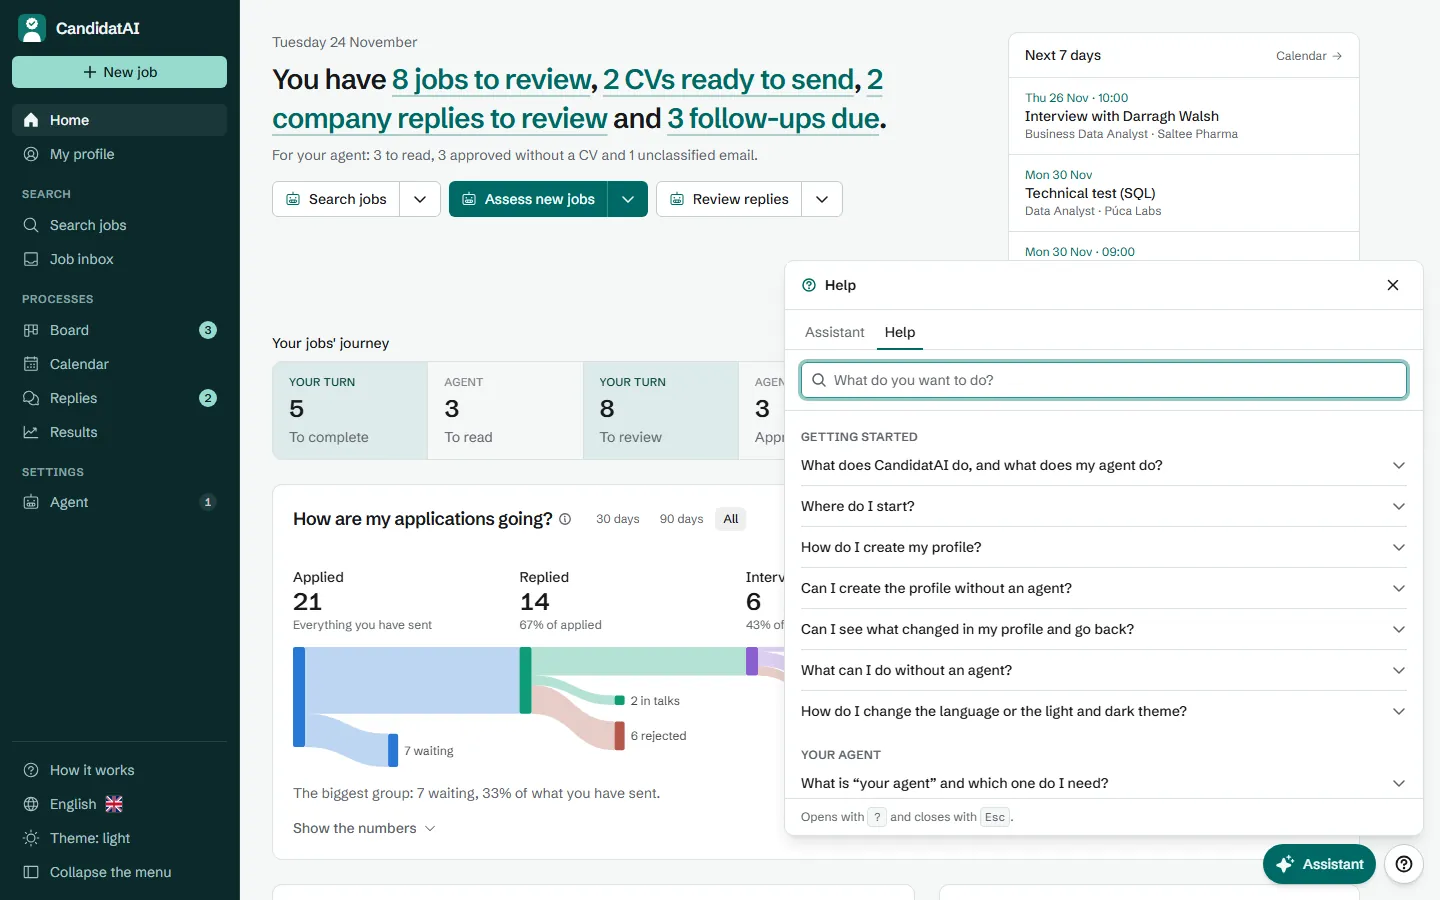 CandidatAI
New job
Home
My profile
SEARCH
Search jobs
Job inbox
PROCESSES
Board 3
Calendar
Replies 2
Results
SETTINGS
Agent 1
How it works
English
Theme: light
Collapse the menu
Tuesday 24 November
You have 8 jobs to review, 2 CVs ready to send, 2
company replies to review and 3 follow-ups due.
For your agent: 3 to read, 3 approved without a CV and 1 unclassified email.
Search jobs
Assess new jobs
Review replies
Next 7 days
Calendar →
Thu 26 Nov · 10:00
Interview with Darragh Walsh
Business Data Analyst · Saltee Pharma
Mon 30 Nov
Technical test (SQL)
Data Analyst · Púca Labs
Mon 30 Nov · 09:00
Your jobs' journey
YOUR TURN
5
To complete
AGENT
3
To read
YOUR TURN
8
To review
AGEN
3
Appr
How are my applications going?
30 days
90 days
All
Applied
21
Everything you have sent
Replied
14
67% of applied
Interv
6
43% of
2 in talks
6 rejected
7 waiting
The biggest group: 7 waiting, 33% of what you have sent.
Show the numbers
Help
Assistant
Help
What do you want to do?
GETTING STARTED
What does CandidatAI do, and what does my agent do?
Where do I start?
How do I create my profile?
Can I create the profile without an agent?
Can I see what changed in my profile and go back?
What can I do without an agent?
How do I change the language or the light and dark theme?
YOUR AGENT
What is “your agent” and which one do I need?
Opens with ? and closes with Esc.
Assistant